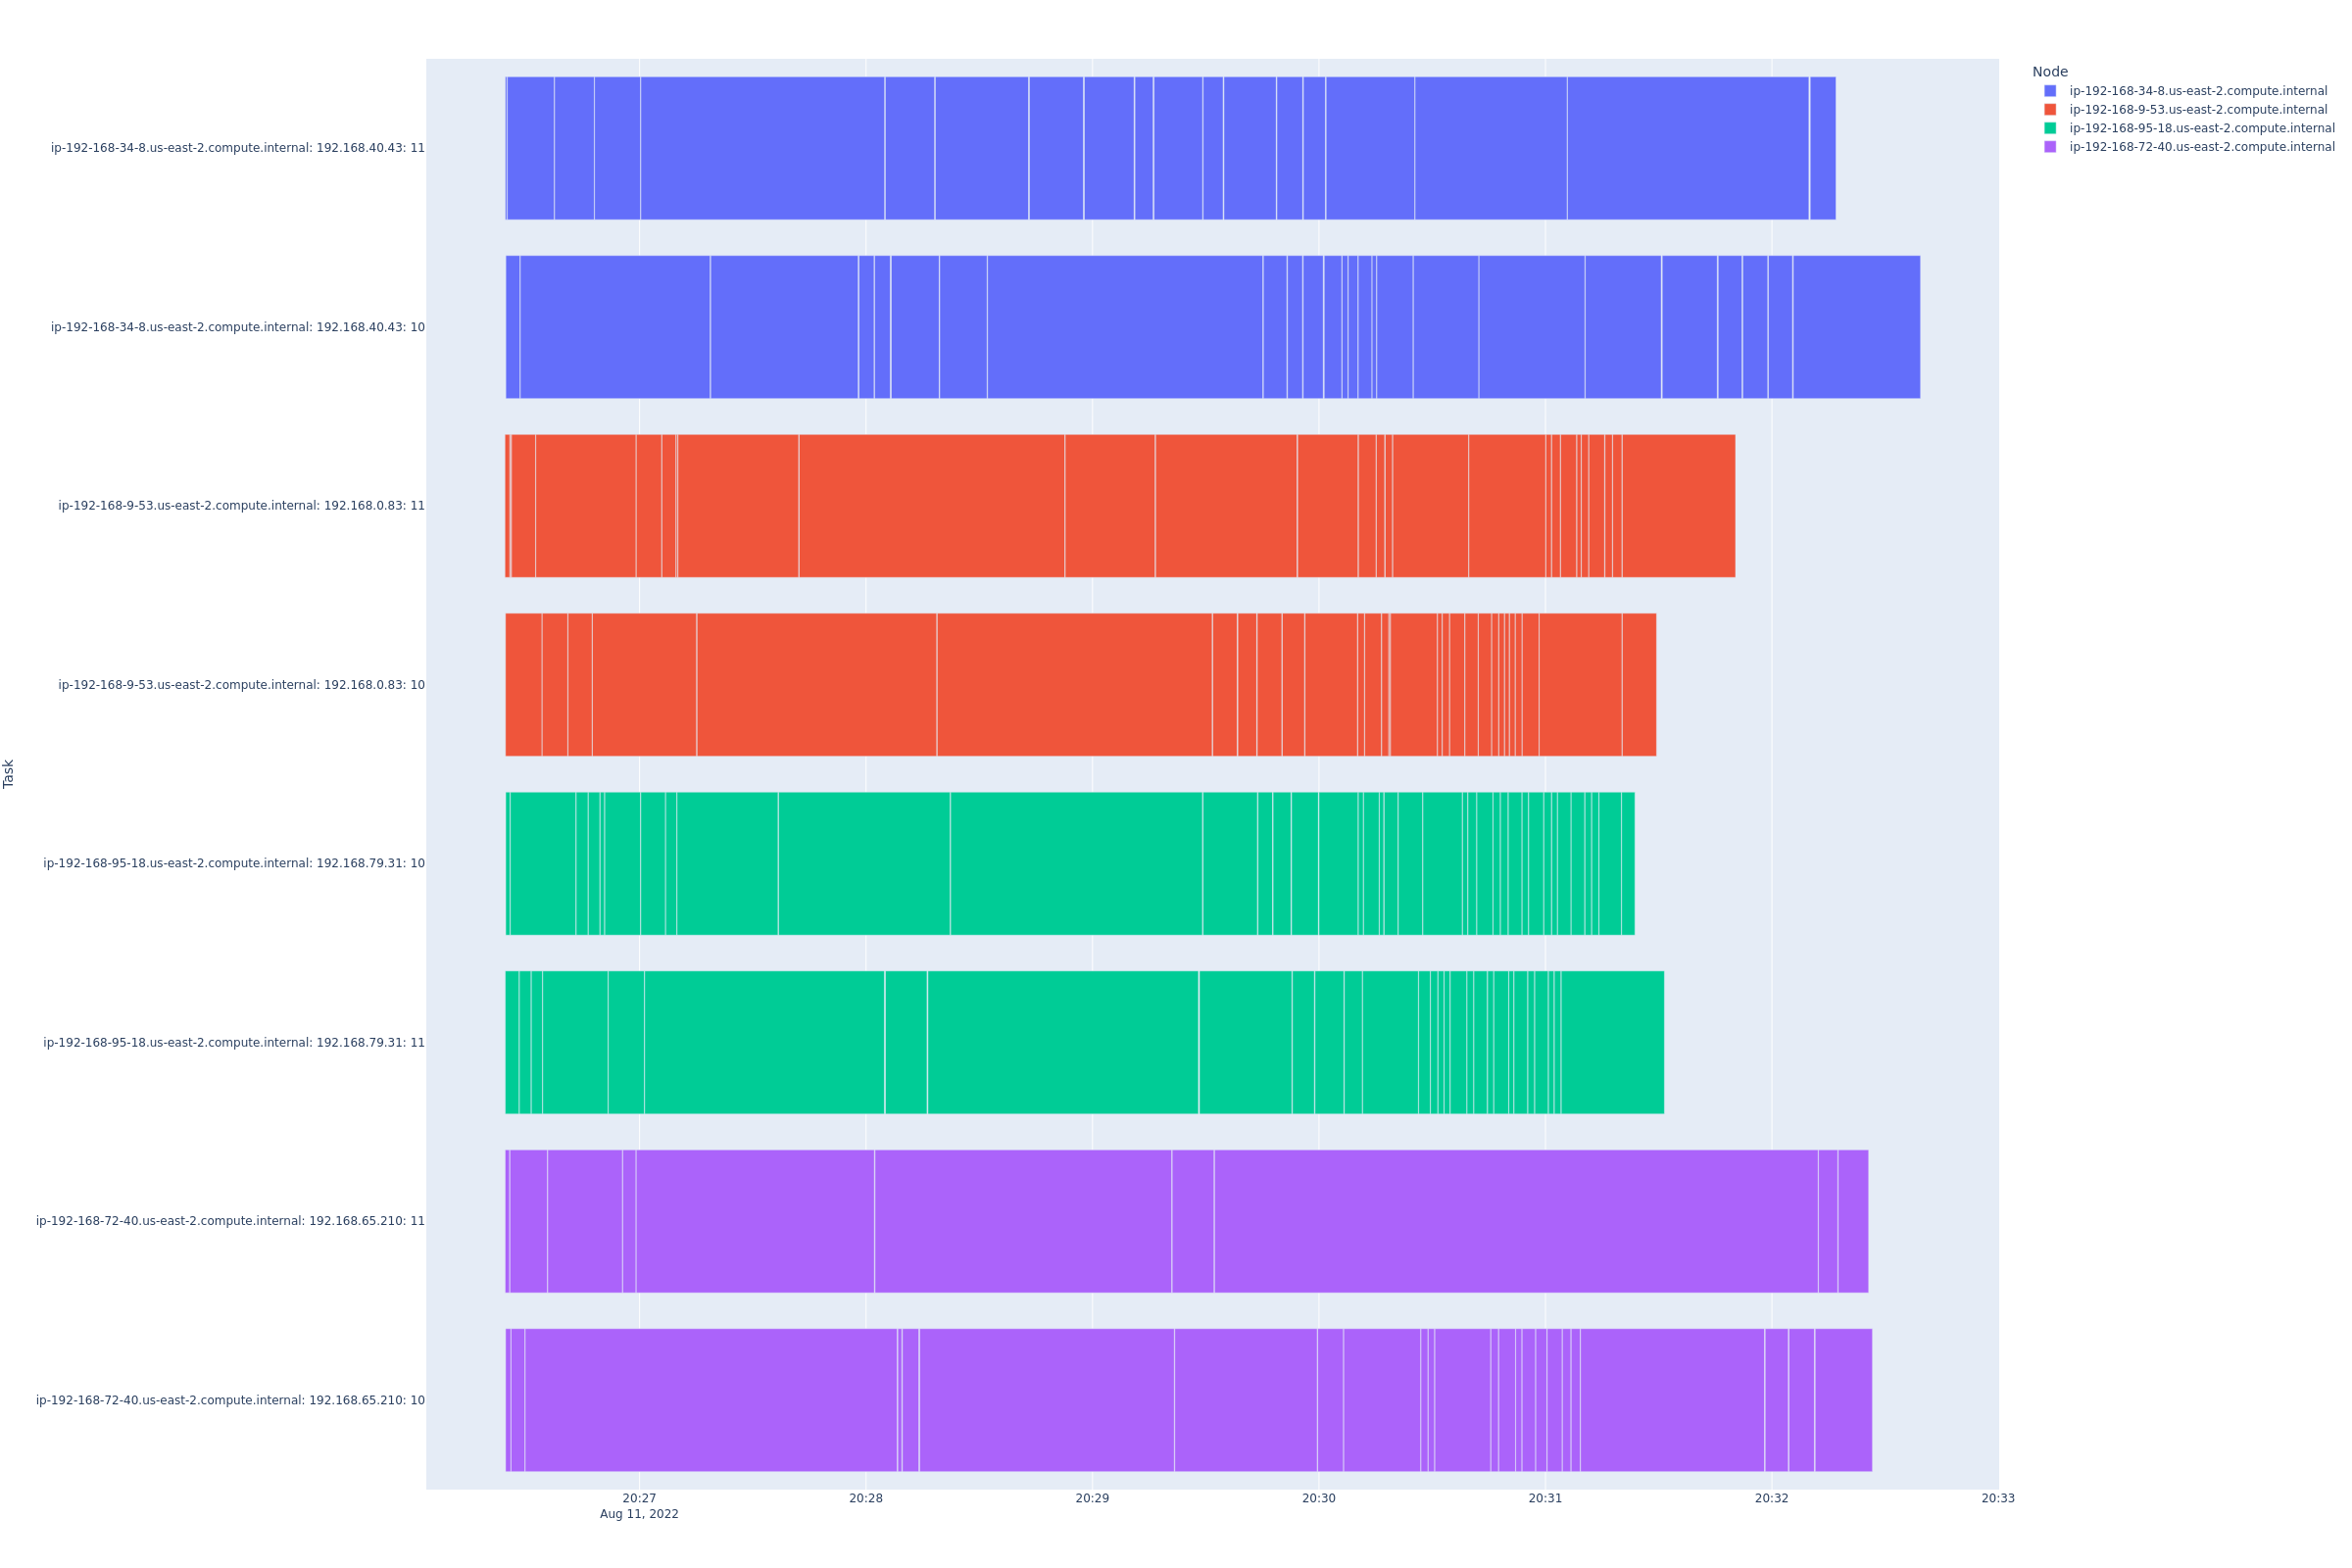 Node
ip-192-168-34-8.us-east-2.compute.internal
ip-192-168-9-53.us-east-2.compute.internal
ip-192-168-95-18.us-east-2.compute.internal
ip-192-168-72-40.us-east-2.compute.internal
Task
ip-192-168-34-8.us-east-2.compute.internal: 192.168.40.43: 11
ip-192-168-34-8.us-east-2.compute.internal: 192.168.40.43: 10
ip-192-168-9-53.us-east-2.compute.internal: 192.168.0.83: 11
ip-192-168-9-53.us-east-2.compute.internal: 192.168.0.83: 10
ip-192-168-95-18.us-east-2.compute.internal: 192.168.79.31: 10
ip-192-168-95-18.us-east-2.compute.internal: 192.168.79.31: 11
ip-192-168-72-40.us-east-2.compute.internal: 192.168.65.210: 11
ip-192-168-72-40.us-east-2.compute.internal: 192.168.65.210: 10
20:27 20:28 20:29 20:30 20:31 20:32 20:33
Aug 11, 2022